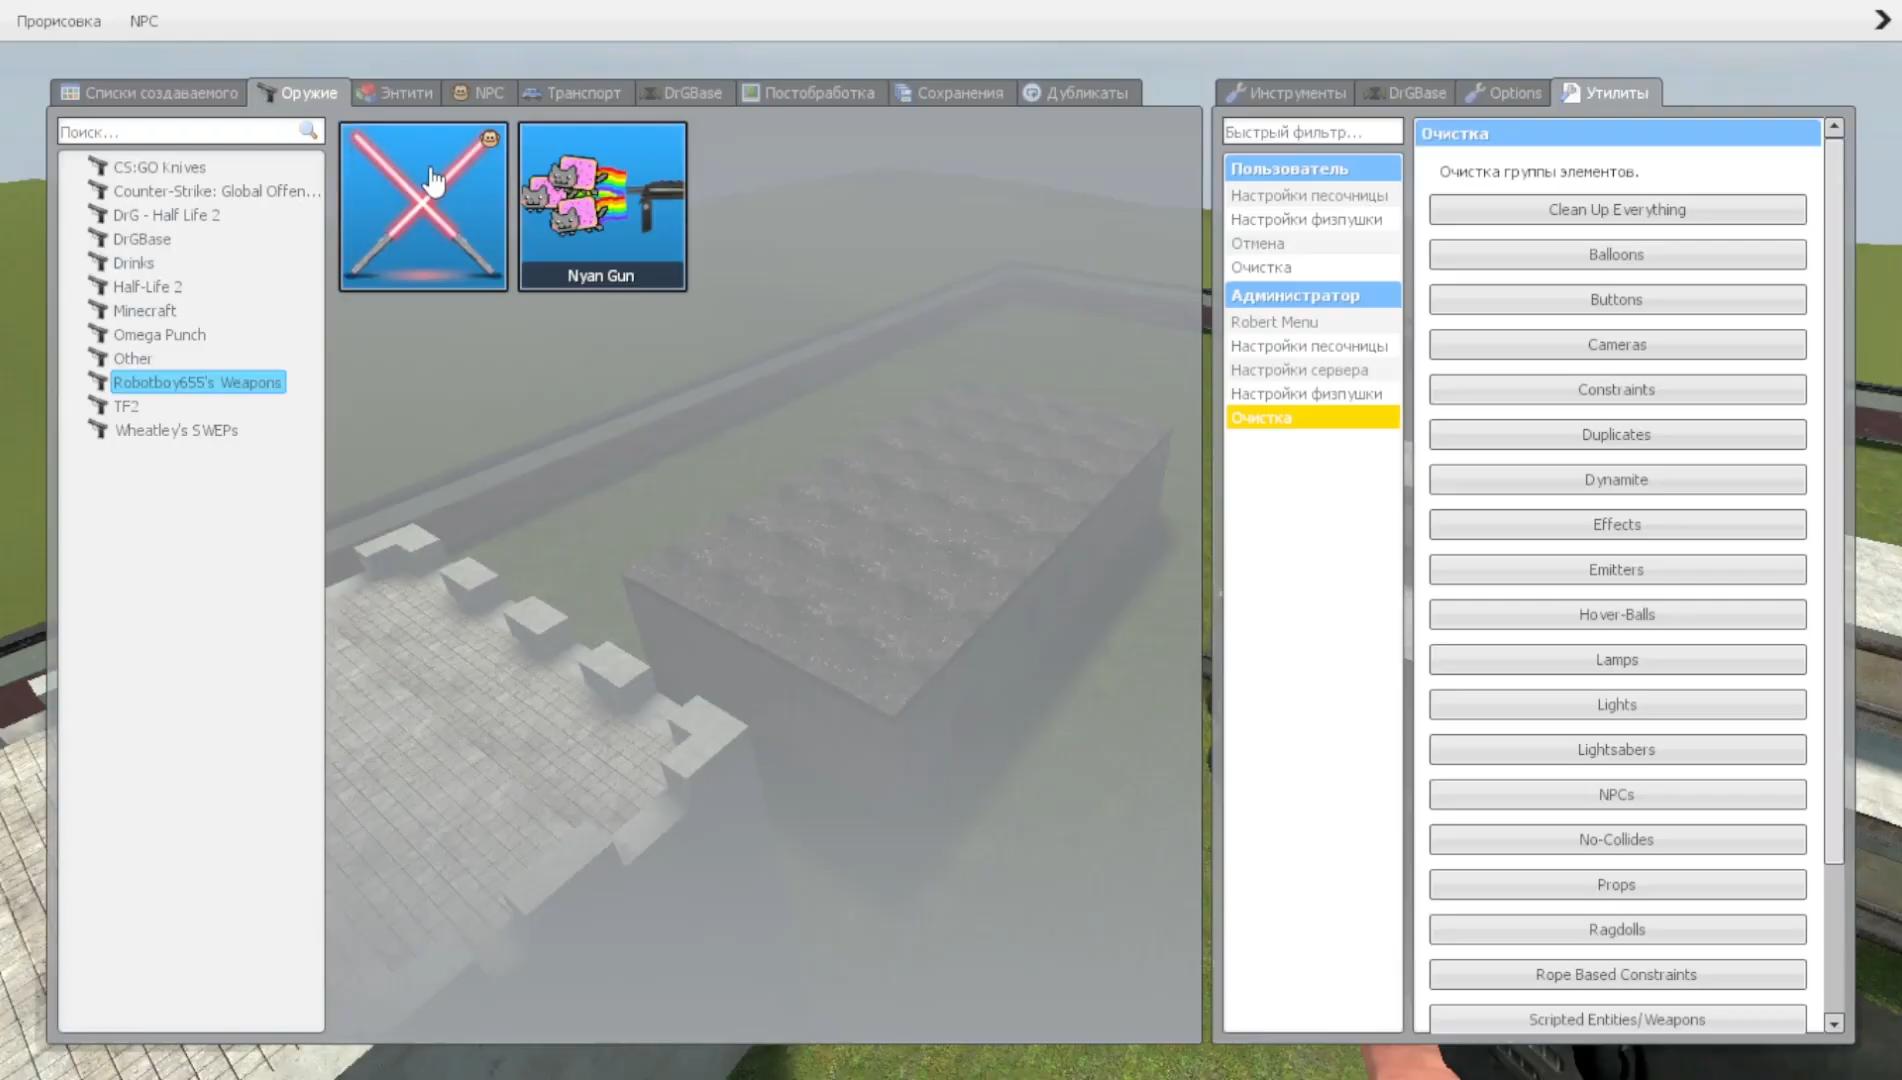 Прорисовка
NPC
Списки создаваемого
Оружие
Энтити
NPC
Транспорт
DrGBase
Постобработка
Сохранения
Дубликаты
Поиск...
CS:GO Knives
Counter-Strike: Global Offen...
DrG - Half Life 2
DrGBase
Drinks
Half-Life 2
Minecraft
Omega Punch
Other
Robotboy655's Weapons
TF2
Wheatley's SWEPs
Nyan Gun
Инструменты
DrGBase
Options
Утилиты
Быстрый фильтр...
Пользователь
Настройки песочницы
Настройки физпушки
Отмена
Очистка
Администратор
Robert Menu
Настройки песочницы
Настройки сервера
Настройки физпушки
Очистка
Очистка
Очистка группы элементов.
Clean Up Everything
Balloons
Buttons
Cameras
Constraints
Duplicates
Dynamite
Effects
Emitters
Hover-Balls
Lamps
Lights
Lightsabers
NPCs
No-Collides
Props
Ragdolls
Rope Based Constraints
Scripted Entities/Weapons